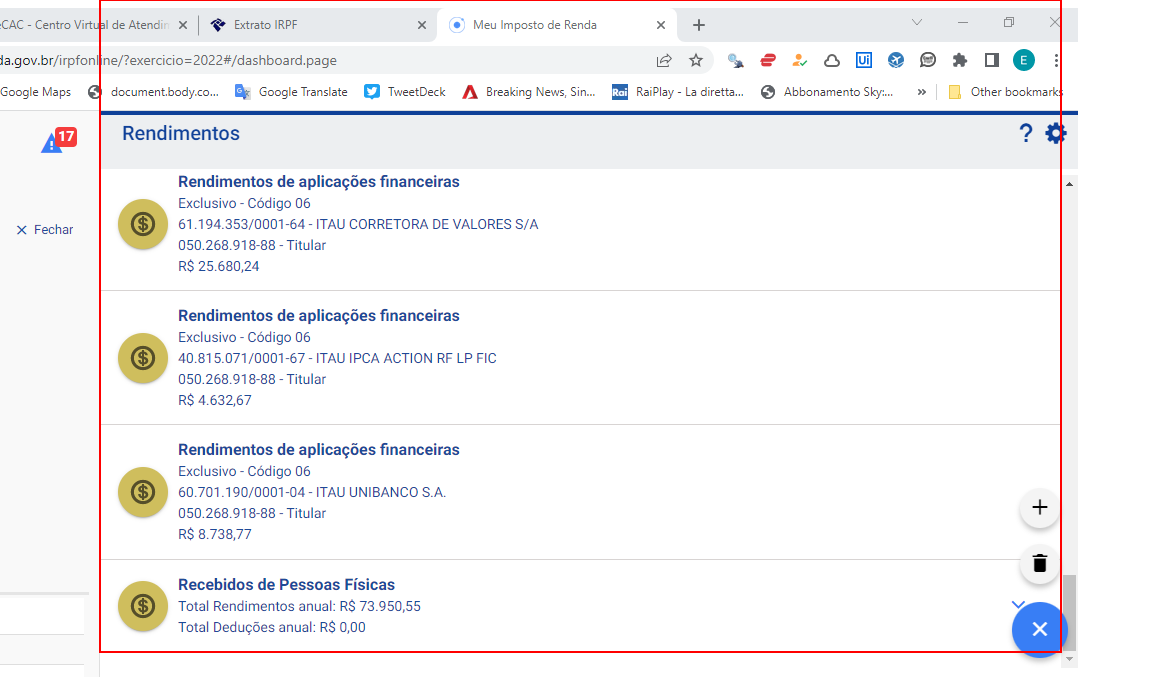 CAC - Centro Virtual de Atendin
Extrato IRPF
Meu Imposto de Renda
da.gov.br/irpfonline/?exercicio=2022#/dashboard.page
Ui
E
Google Maps
document.body.co...
Google Translate
TweetDeck
Breaking News, Sin...
Rai
RaiPlay - La diretta...
Abbonamento Sky:...
»
Other bookmarks
17
Rendimentos
?
Fechar
Rendimentos de aplicações financeiras
Exclusivo - Código 06
61.194.353/0001-64 - ITAU CORRETORA DE VALORES S/A
050.268.918-88 - Titular
R$ 25.680,24
Rendimentos de aplicações financeiras
Exclusivo - Código 06
40.815.071/0001-67 - ITAU IPCA ACTION RF LP FIC
050.268.918-88 - Titular
R$ 4.632,67
Rendimentos de aplicações financeiras
Exclusivo - Código 06
60.701.190/0001-04 - ITAU UNIBANCO S.A.
050.268.918-88 - Titular
R$ 8.738,77
Recebidos de Pessoas Físicas
Total Rendimentos anual: R$ 73.950,55
Total Deduções anual: R$ 0,00